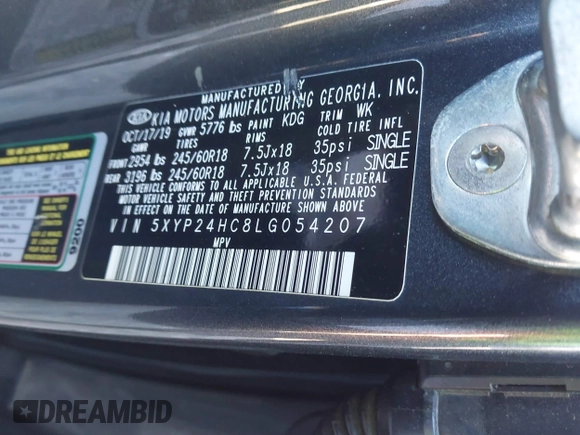 MANUFACTURED BY
KIA KIA MOTORS MANUFACTURING GEORGIA, INC.
OCT/17/19 GVWR 5776 lbs PAINT KDG TRIM WK
GAWR TIRES RIMS COLD TIRE INFL
FRONT 2954 lbs 245/60R18 7.5Jx18 35psi SINGLE
REAR 3196 lbs 245/60R18 7.5Jx18 35psi SINGLE
THIS VEHICLE CONFORMS TO ALL APPLICABLE U.S.A. FEDERAL
MOTOR VEHICLE SAFETY AND THEFT PREVENTION STANDARDS
IN EFFECT ON THE DATE OF MANUFACTURE SHOWN ABOVE.
VIN 5XYP24HC8LG054207
MPV
9200
DREAMBID